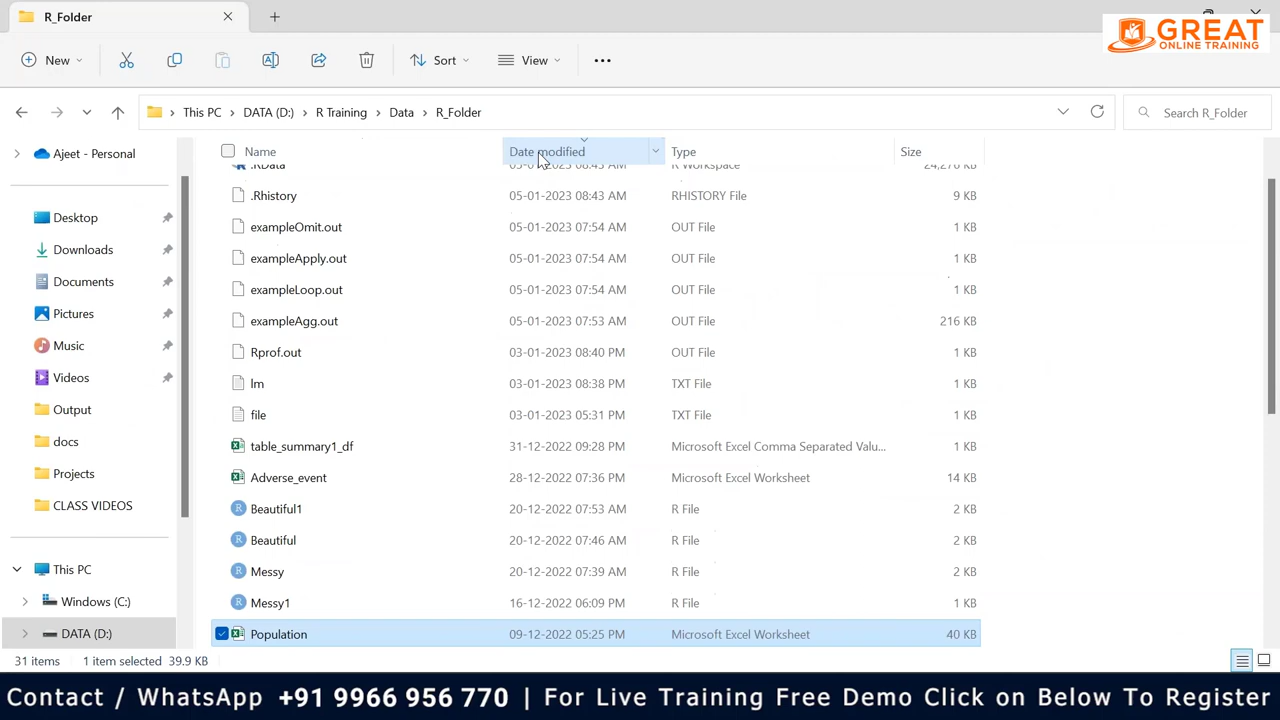 R_Folder
GREAT
ONLINE TRAINING
New
Sort
View
This PC > DATA (D:) > R Training > Data > R_Folder
Search R_Folder
Ajeet - Personal
Desktop
Downloads
Documents
Pictures
Music
Videos
Output
docs
Projects
CLASS VIDEOS
This PC
Windows (C:)
DATA (D:)
Name Date modified Type Size
.RData 05-01-2023 08:43 AM R Workspace 24,276 KB
.Rhistory 05-01-2023 08:43 AM RHISTORY File 9 KB
exampleOmit.out 05-01-2023 07:54 AM OUT File 1 KB
exampleApply.out 05-01-2023 07:54 AM OUT File 1 KB
exampleLoop.out 05-01-2023 07:54 AM OUT File 1 KB
exampleAgg.out 05-01-2023 07:53 AM OUT File 216 KB
Rprof.out 03-01-2023 08:40 PM OUT File 1 KB
lm 03-01-2023 08:38 PM TXT File 1 KB
file 03-01-2023 05:31 PM TXT File 1 KB
table_summary1_df 31-12-2022 09:28 PM Microsoft Excel Comma Separated Valu... 1 KB
Adverse_event 28-12-2022 07:36 PM Microsoft Excel Worksheet 14 KB
Beautiful1 20-12-2022 07:53 AM R File 2 KB
Beautiful 20-12-2022 07:46 AM R File 2 KB
Messy 20-12-2022 07:39 AM R File 2 KB
Messy1 16-12-2022 06:09 PM R File 1 KB
Population 09-12-2022 05:25 PM Microsoft Excel Worksheet 40 KB
31 items 1 item selected 39.9 KB
Contact / WhatsApp +91 9966 956 770 | For Live Training Free Demo Click on Below To Register